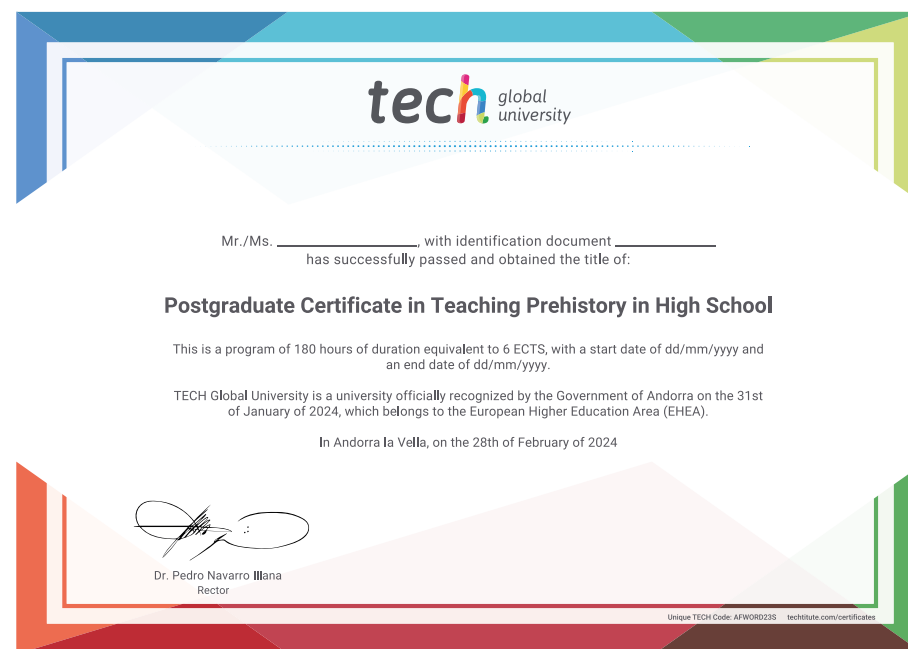 tech global university
Mr./Ms. ____________, with identification document ____________
has successfully passed and obtained the title of:
Postgraduate Certificate in Teaching Prehistory in High School
This is a program of 180 hours of duration equivalent to 6 ECTS, with a start date of dd/mm/yyyy and
an end date of dd/mm/yyyy.
TECH Global University is a university officially recognized by the Government of Andorra on the 31st
of January of 2024, which belongs to the European Higher Education Area (EHEA).
In Andorra la Vella, on the 28th of February of 2024
Dr. Pedro Navarro Illana
Rector
Unique TECH Code: AFWORD23S techtitute.com/certificates